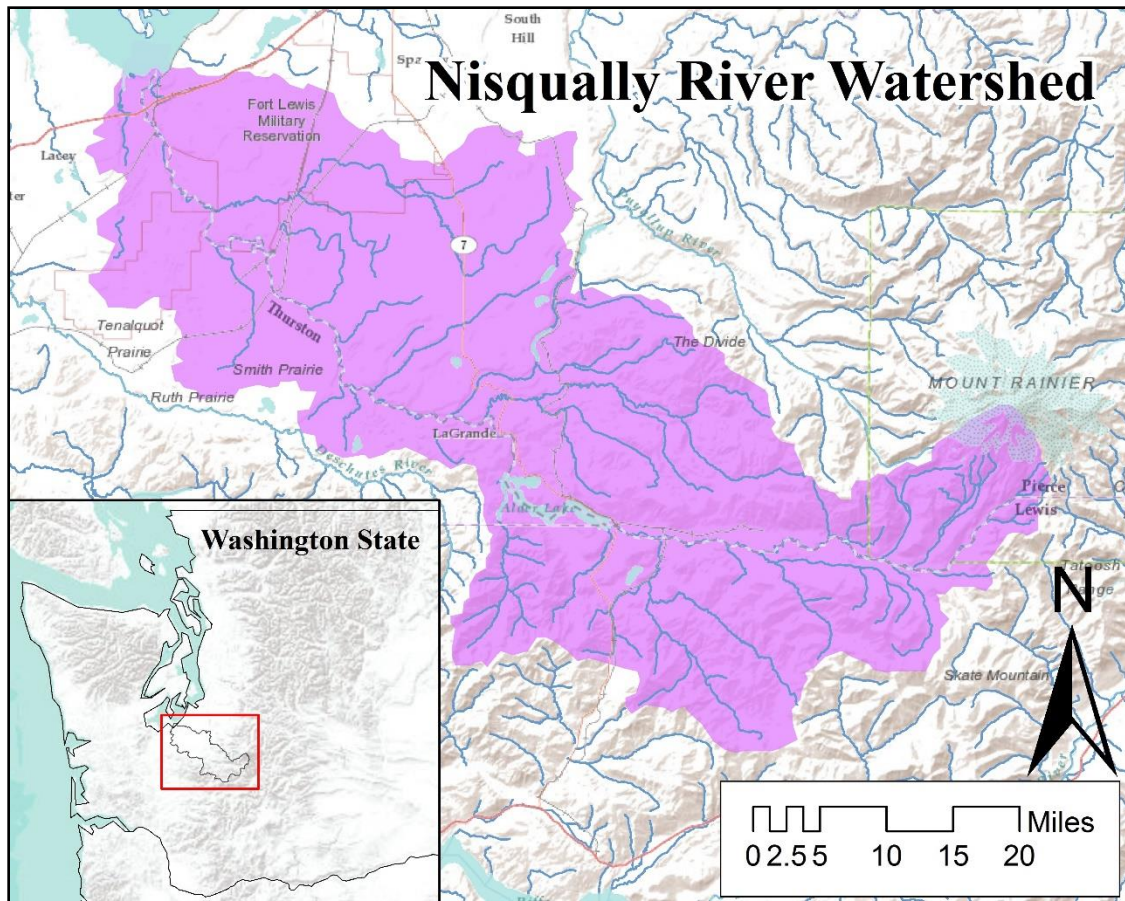 South
Hill
Nisqually River Watershed
Fort Lewis
Military
Reservation
Lacey
Puyallup River
7
Tenalquot
Prairie
Thurston
The Divide
Smith Prairie
MOUNT RAINIER
Ruth Prairie
LaGrande
Deschutes River
Pierce
Lewis
Alder Lake
Washington State
Tatoosh
N
Skate Mountain
Miles
0 2.5 5 10 15 20